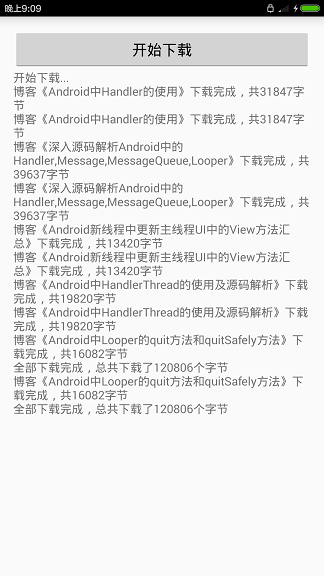 晚上9:09
开始下载
开始下载...
博客《Android中Handler的使用》下载完成，共31847字
节
博客《Android中Handler的使用》下载完成，共31847字
节
博客《深入源码解析Android中的
Handler,Message,MessageQueue,Looper》下载完成，共
39637字节
博客《深入源码解析Android中的
Handler,Message,MessageQueue,Looper》下载完成，共
39637字节
博客《Android新线程中更新主线程UI中的View方法汇
总》下载完成，共13420字节
博客《Android新线程中更新主线程UI中的View方法汇
总》下载完成，共13420字节
博客《Android中HandlerThread的使用及源码解析》下载
完成，共19820字节
博客《Android中HandlerThread的使用及源码解析》下载
完成，共19820字节
博客《Android中Looper的quit方法和quitSafely方法》下
载完成，共16082字节
全部下载完成，总共下载了120806个字节
博客《Android中Looper的quit方法和quitSafely方法》下
载完成，共16082字节
全部下载完成，总共下载了120806个字节